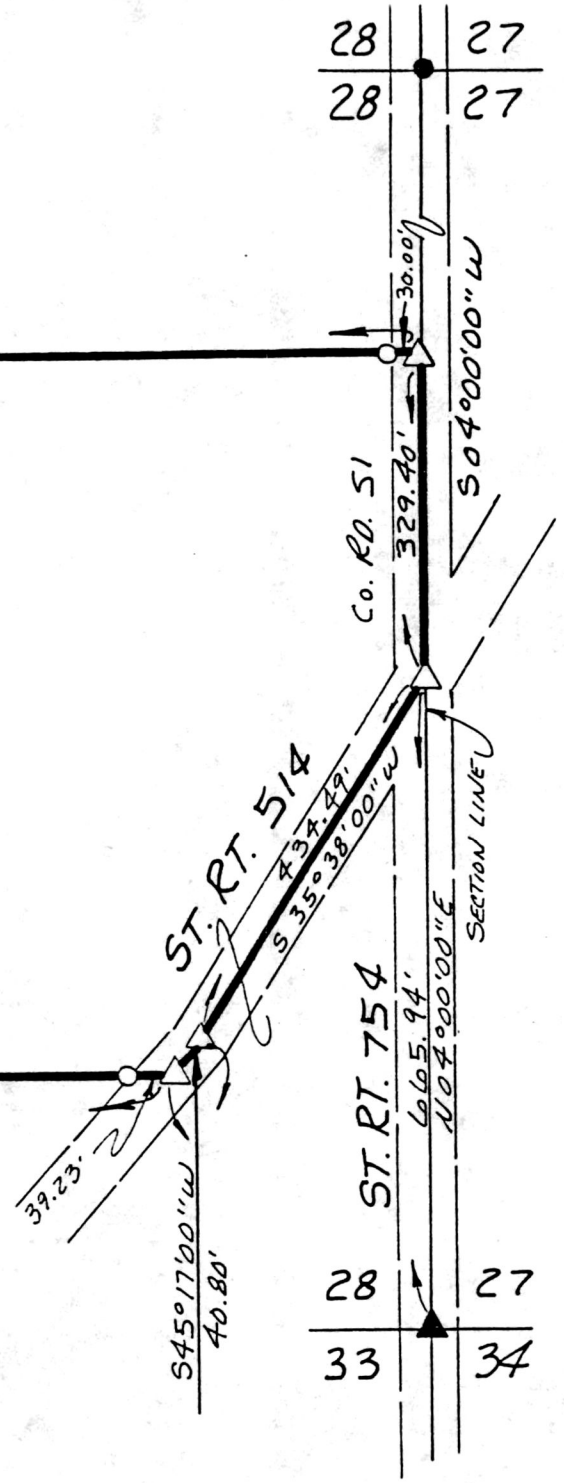 28 27
28 27
30.00'
S04°00'00"W
Co. RD. 51
329.40'
ST. RT. 514
434.49'
S 35°38'00"W
SECTION LINE
ST. RT. 754
665.94'
N04°00'00"E
39.23'
S45°17'00"W
40.80'
28 27
33 34